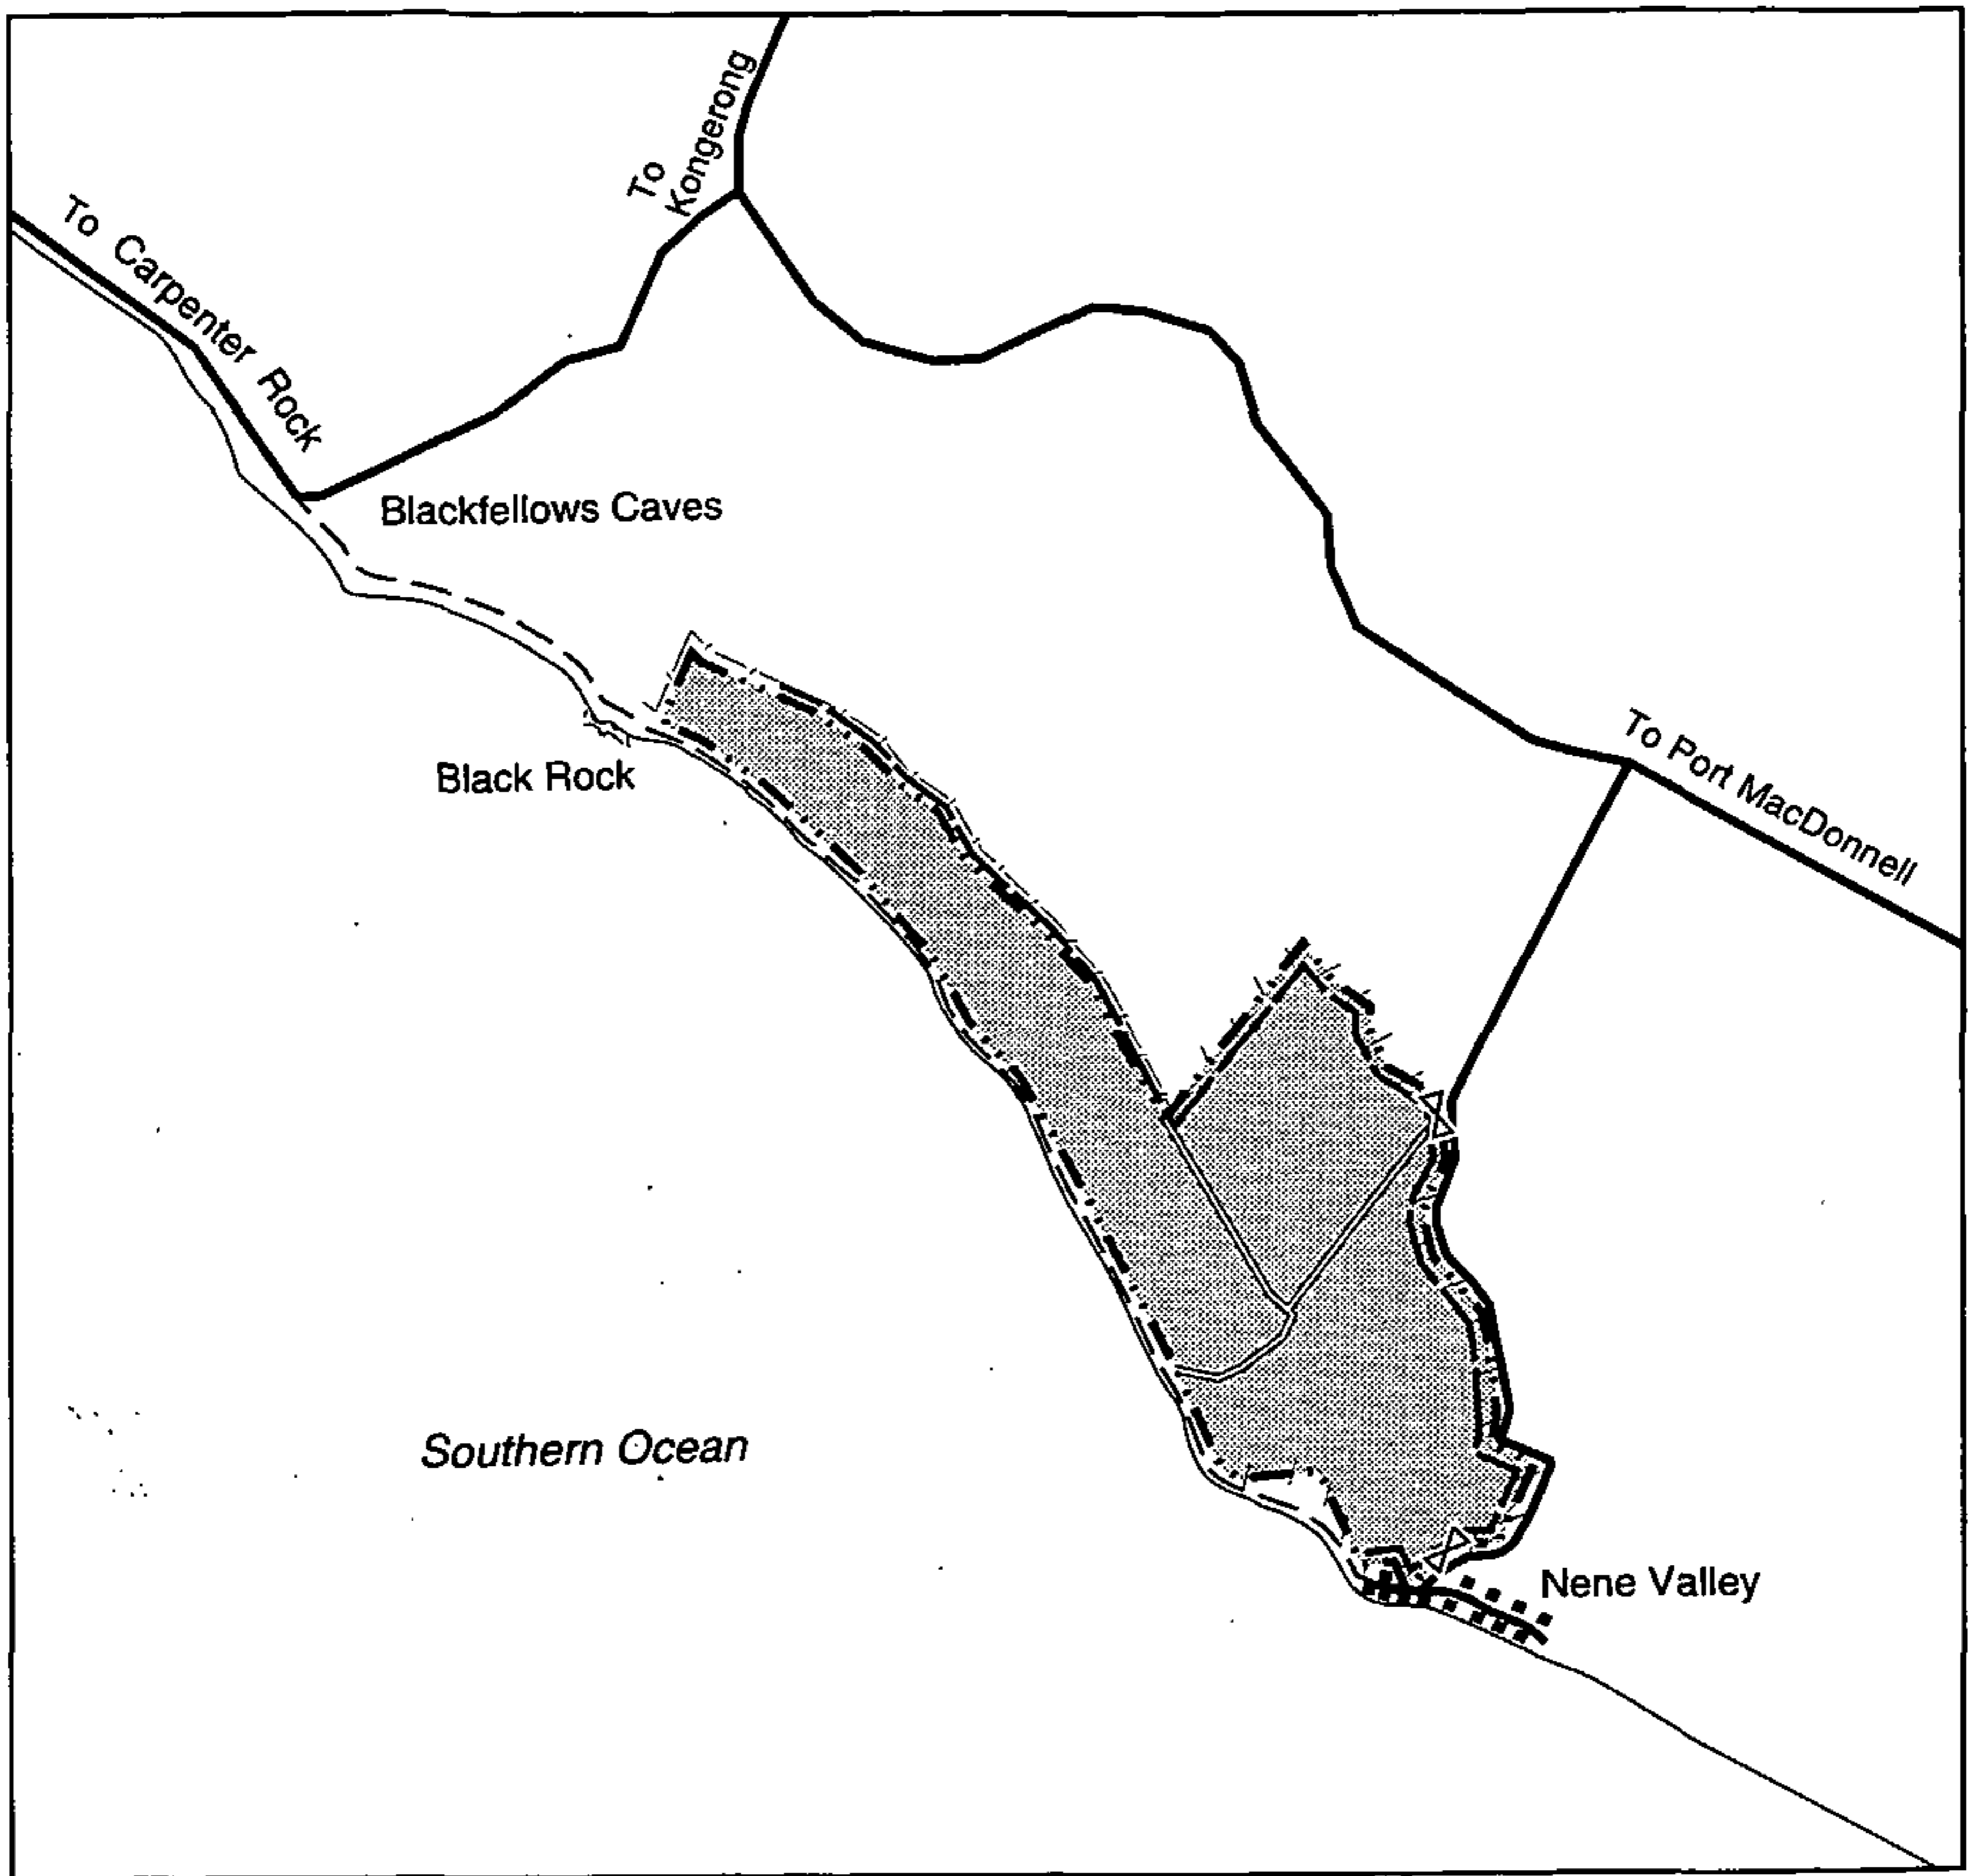 To
Kongerong
To Carpenter Rock
Blackfellows Caves
Black Rock
To Port MacDonnell
Southern Ocean
Nene Valley